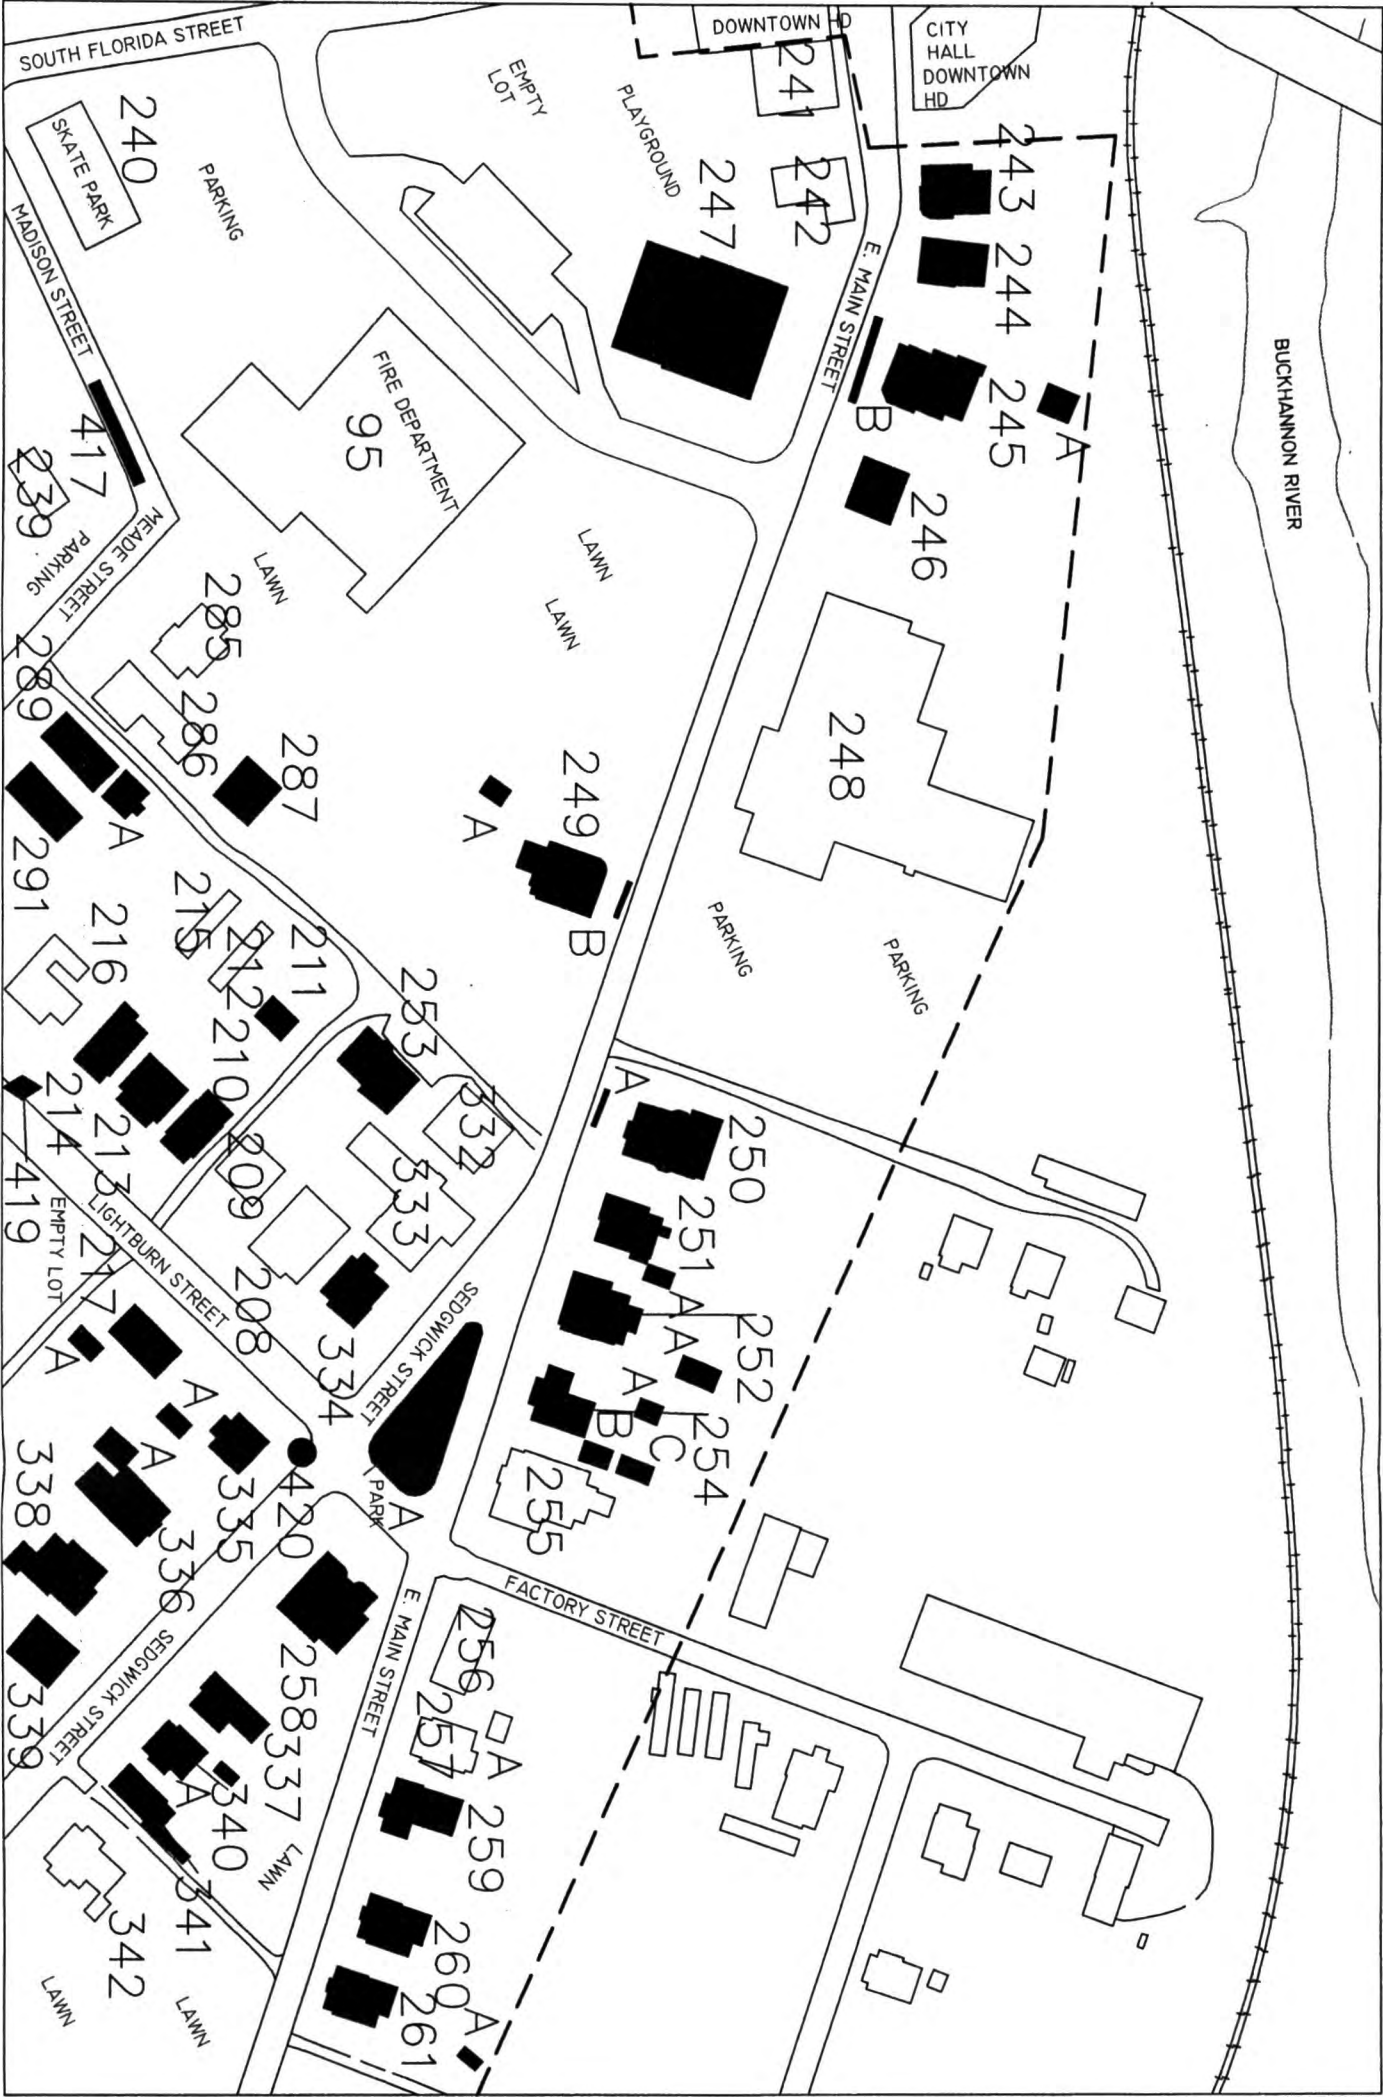 SOUTH FLORIDA STREET
DOWNTOWN HD
CITY
HALL
DOWNTOWN
HD
241
EMPTY
LOT
PLAYGROUND
240
SKATE PARK
PARKING
247
242
243
244
E. MAIN STREET
245
A
B
246
BUCKHANNON RIVER
MADISON STREET
417
239
PARKING
MEADE STREET
FIRE DEPARTMENT
95
LAWN
LAWN
LAWN
285
286
287
289
A
291
248
249
A
B
PARKING
PARKING
215
212
211
216
210
253
332
333
209
208
214
213
419
217
A
EMPTY LOT
LIGHTBURN STREET
334
SEDGWICK STREET
A
250
251
A
252
A
254
A
B
C
255
PARK
A
420
335
A
336
A
338
339
SEDGWICK STREET
258
337
340
A
341
342
LAWN
LAWN
LAWN
E. MAIN STREET
FACTORY STREET
256
257
A
259
260
261
A